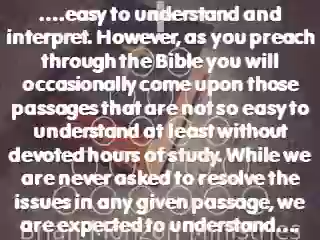 ....easy to understand and
interpret. However, as you preach
through the Bible you will
occasionally come upon those
passages that are not so easy to
understand at least without
devoted hours of study. While we
are never asked to resolve the
issues in any given passage, we
are expected to understand....